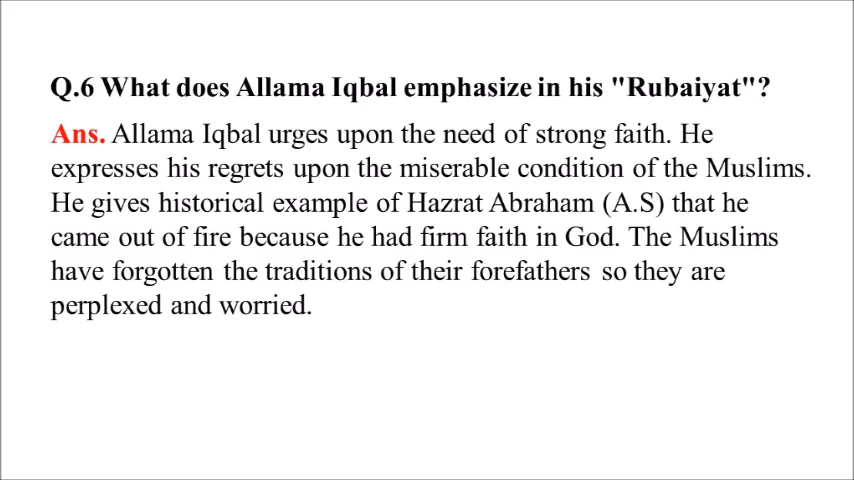 Q.6 What does Allama Iqbal emphasize in his "Rubaiyat"?
Ans. Allama Iqbal urges upon the need of strong faith. He
expresses his regrets upon the miserable condition of the Muslims.
He gives historical example of Hazrat Abraham (A.S) that he
came out of fire because he had firm faith in God. The Muslims
have forgotten the traditions of their forefathers so they are
perplexed and worried.